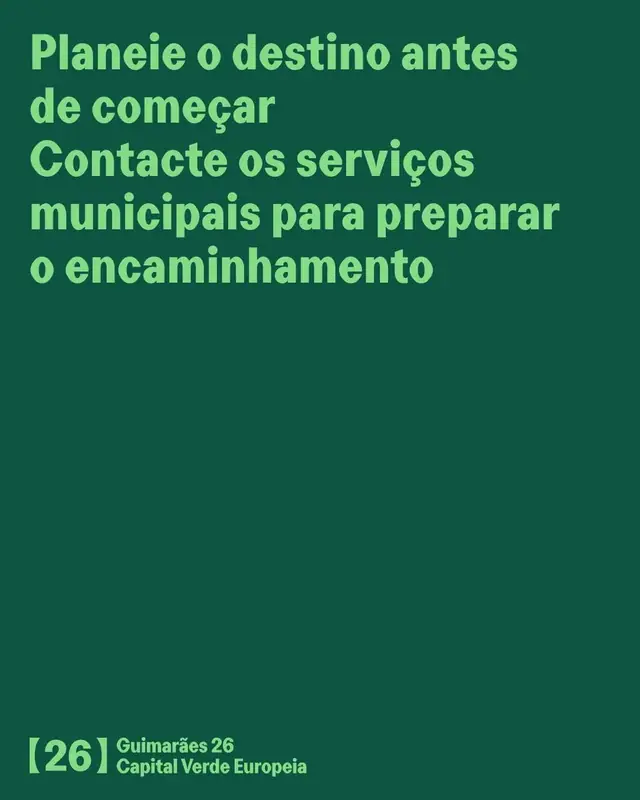 Planeie o destino antes
de começar
Contacte os serviços
municipais para preparar
o encaminhamento
【26】 Guimarães 26
Capital Verde Europeia